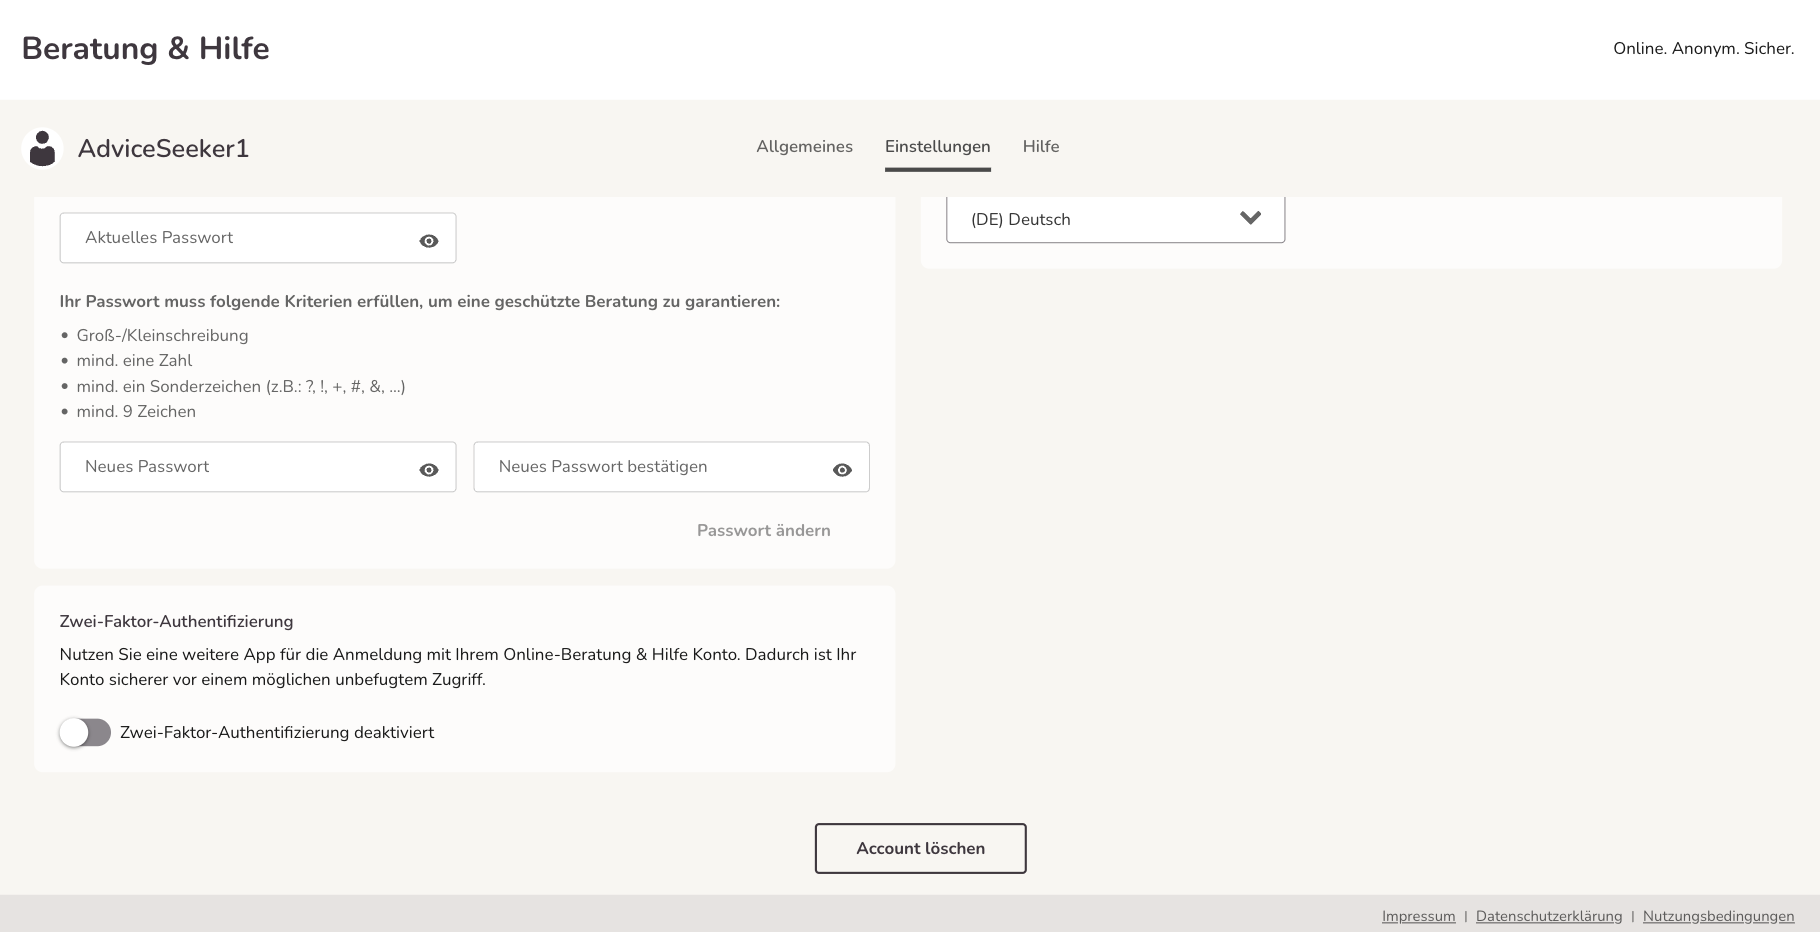 Beratung & Hilfe
Online. Anonym. Sicher.
AdviceSeeker1
Allgemeines
Einstellungen
Hilfe
Aktuelles Passwort
(DE) Deutsch
Ihr Passwort muss folgende Kriterien erfüllen, um eine geschützte Beratung zu garantieren:
• Groß-/Kleinschreibung
• mind. eine Zahl
• mind. ein Sonderzeichen (z.B.: ?, !, +, #, &, ...)
• mind. 9 Zeichen
Neues Passwort
Neues Passwort bestätigen
Passwort ändern
Zwei-Faktor-Authentifizierung
Nutzen Sie eine weitere App für die Anmeldung mit Ihrem Online-Beratung & Hilfe Konto. Dadurch ist Ihr
Konto sicherer vor einem möglichen unbefugtem Zugriff.
Zwei-Faktor-Authentifizierung deaktiviert
Account löschen
Impressum | Datenschutzerklärung | Nutzungsbedingungen